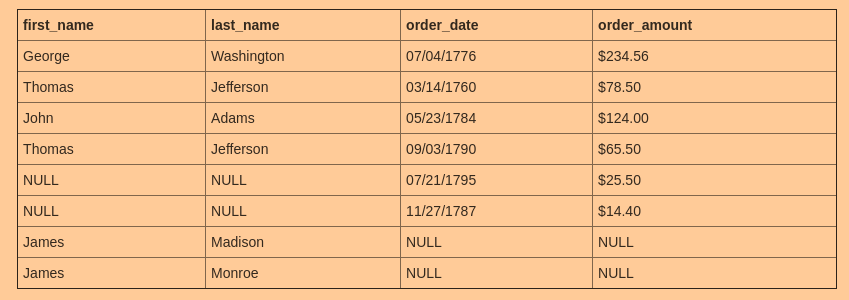 first_name last_name order_date order_amount
George Washington 07/04/1776 $234.56
Thomas Jefferson 03/14/1760 $78.50
John Adams 05/23/1784 $124.00
Thomas Jefferson 09/03/1790 $65.50
NULL NULL 07/21/1795 $25.50
NULL NULL 11/27/1787 $14.40
James Madison NULL NULL
James Monroe NULL NULL